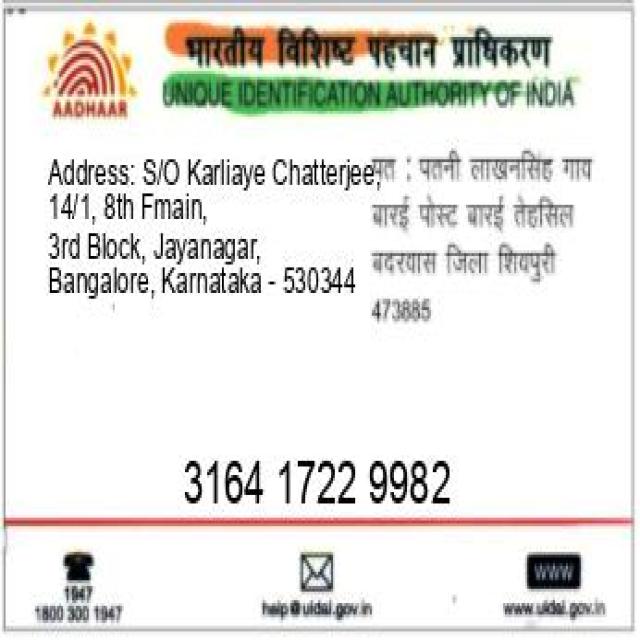 भारतीय विशिष्ट पहचान प्राधिकरण
AADHAAR
UNIQUE IDENTIFICATION AUTHORITY OF INDIA
Address: S/O Karliaye Chatterjee,
14/1, 8th Fmain,
3rd Block, Jayanagar,
Bangalore, Karnataka - 530344
: पतनी लाखनसिंह गाव
बारई पोस्ट बारई तेहसिल
बदरवास जिला शिवपुरी
473885
3164 1722 9982
1947
1800 300 1947
help@uidai.gov.in
WWW
www.uidai.gov.in